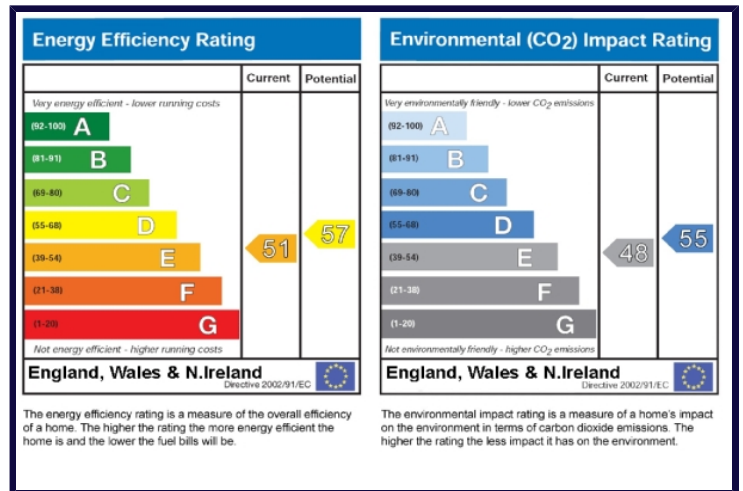 Energy Efficiency Rating
Current Potential
Very energy efficient - lower running costs
(92-100) A
(81-91) B
(69-80) C
(55-68) D
(39-54) E
(21-38) F
(1-20) G
51
57
Not energy efficient - higher running costs
England, Wales & N.Ireland
Directive 2002/91/EC
The energy efficiency rating is a measure of the overall efficiency
of a home. The higher the rating the more energy efficient the
home is and the lower the fuel bills will be.
Environmental (CO2) Impact Rating
Current Potential
Very environmentally friendly - lower CO2 emissions
(92-100) A
(81-91) B
(69-80) C
(55-68) D
(39-54) E
(21-38) F
(1-20) G
48
55
Not environmentally friendly - higher CO2 emissions
England, Wales & N.Ireland
Directive 2002/91/EC
The environmental impact rating is a measure of a home's impact
on the environment in terms of carbon dioxide emissions. The
higher the rating the less impact it has on the environment.